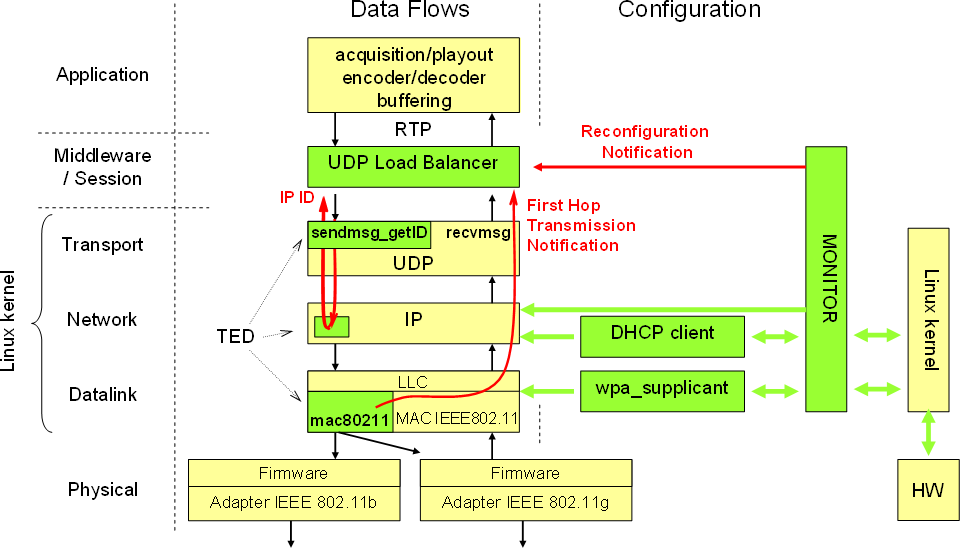 Data Flows
Configuration
Application
acquisition/playout
encoder/decoder
buffering
RTP
Reconfiguration
Notification
Middleware
/ Session
UDP Load Balancer
IP ID
First Hop
Transmission
Notification
Transport
sendmsg_getID
recvmsg
UDP
MONITOR
Linux kernel
Linux kernel
Network
TED
IP
DHCP client
Datalink
LLC
wpa_supplicant
mac80211
MAC IEEE802.11
Physical
Firmware
Adapter IEEE 802.11b
Firmware
Adapter IEEE 802.11g
HW